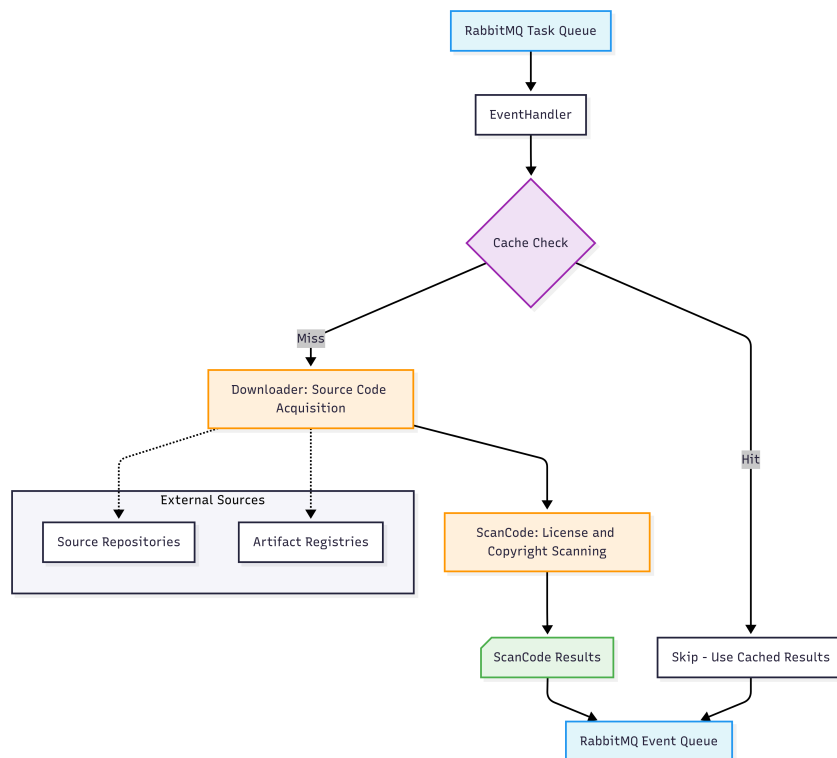 RabbitMQ Task Queue
EventHandler
Cache Check
Miss
Downloader: Source Code
Acquisition
Hit
External Sources
Source Repositories
Artifact Registries
ScanCode: License and
Copyright Scanning
ScanCode Results
Skip - Use Cached Results
RabbitMQ Event Queue